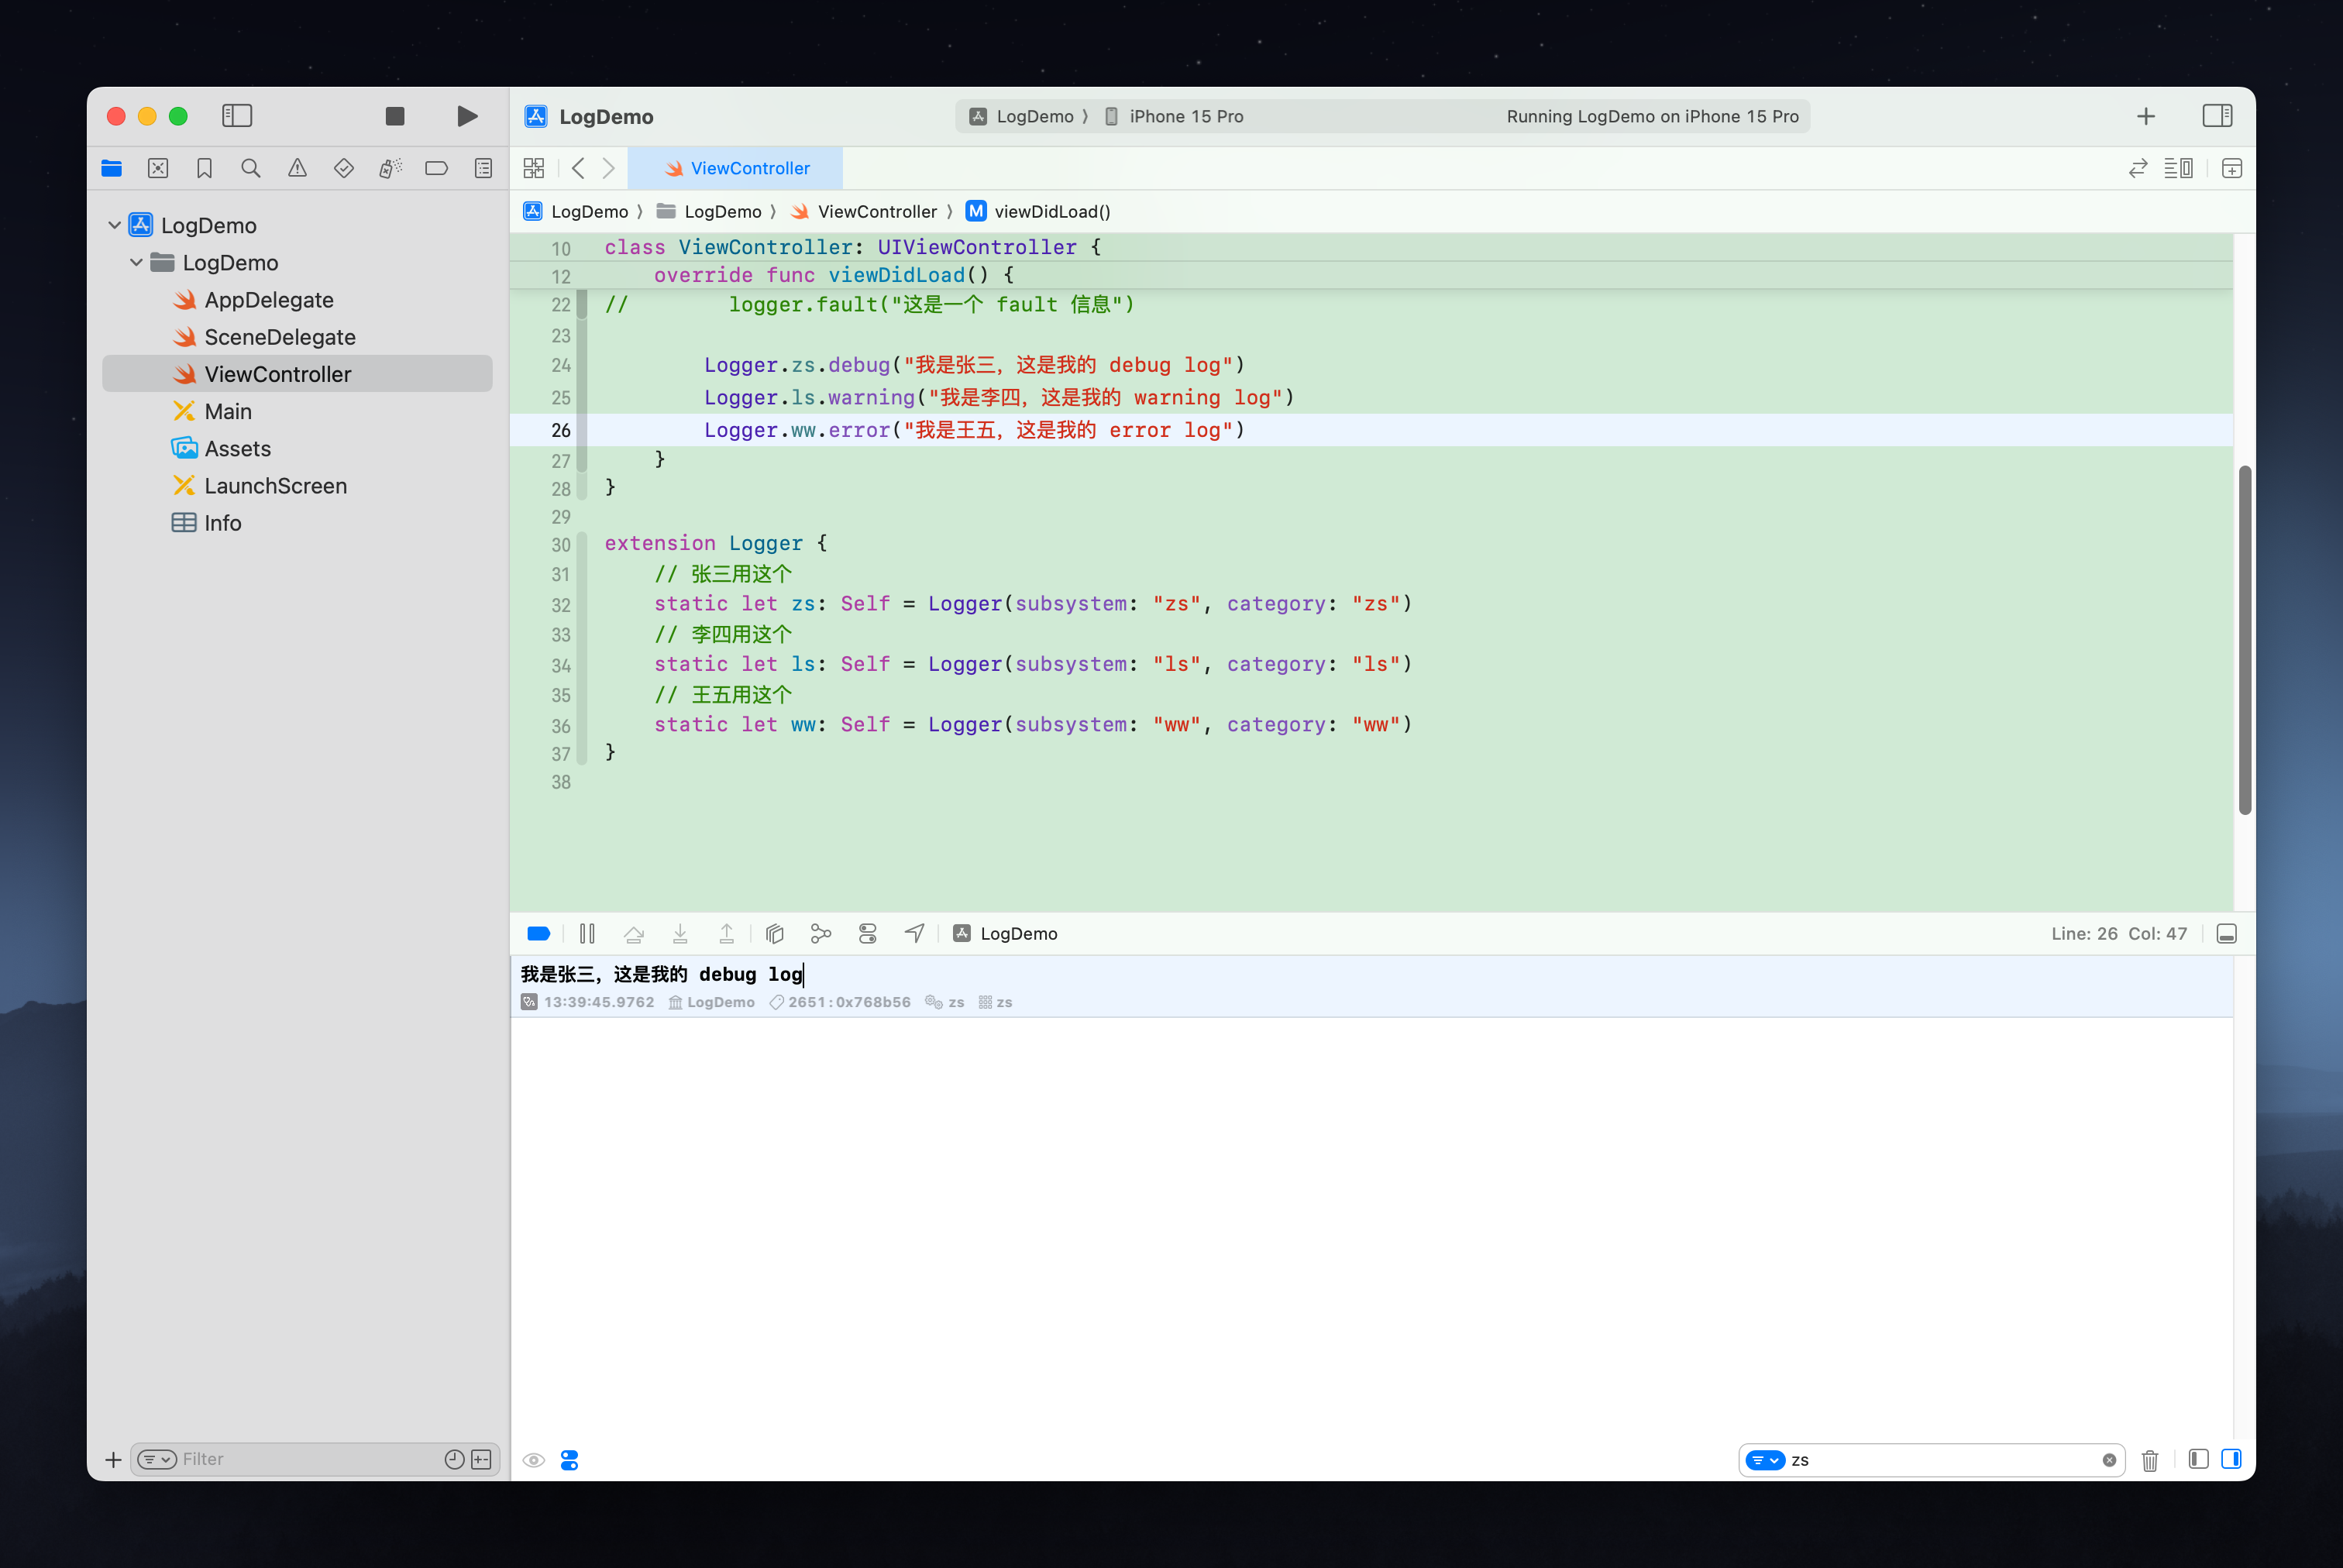 LogDemo
LogDemo 〉 iPhone 15 Pro
Running LogDemo on iPhone 15 Pro
ViewController
LogDemo 〉 LogDemo 〉 ViewController 〉 M viewDidLoad()
LogDemo
LogDemo
AppDelegate
SceneDelegate
ViewController
Main
Assets
LaunchScreen
Info
10 class ViewController: UIViewController {
12     override func viewDidLoad() {
22 //        logger.fault("这是一个 fault 信息")
23
24         Logger.zs.debug("我是张三，这是我的 debug log")
25         Logger.ls.warning("我是李四，这是我的 warning log")
26         Logger.ww.error("我是王五，这是我的 error log")
27     }
28 }
29
30 extension Logger {
31     // 张三用这个
32     static let zs: Self = Logger(subsystem: "zs", category: "zs")
33     // 李四用这个
34     static let ls: Self = Logger(subsystem: "ls", category: "ls")
35     // 王五用这个
36     static let ww: Self = Logger(subsystem: "ww", category: "ww")
37 }
38
LogDemo
Line: 26 Col: 47
我是张三，这是我的 debug log
13:39:45.9762 LogDemo 2651:0x768b56 zs zs
Filter
zs